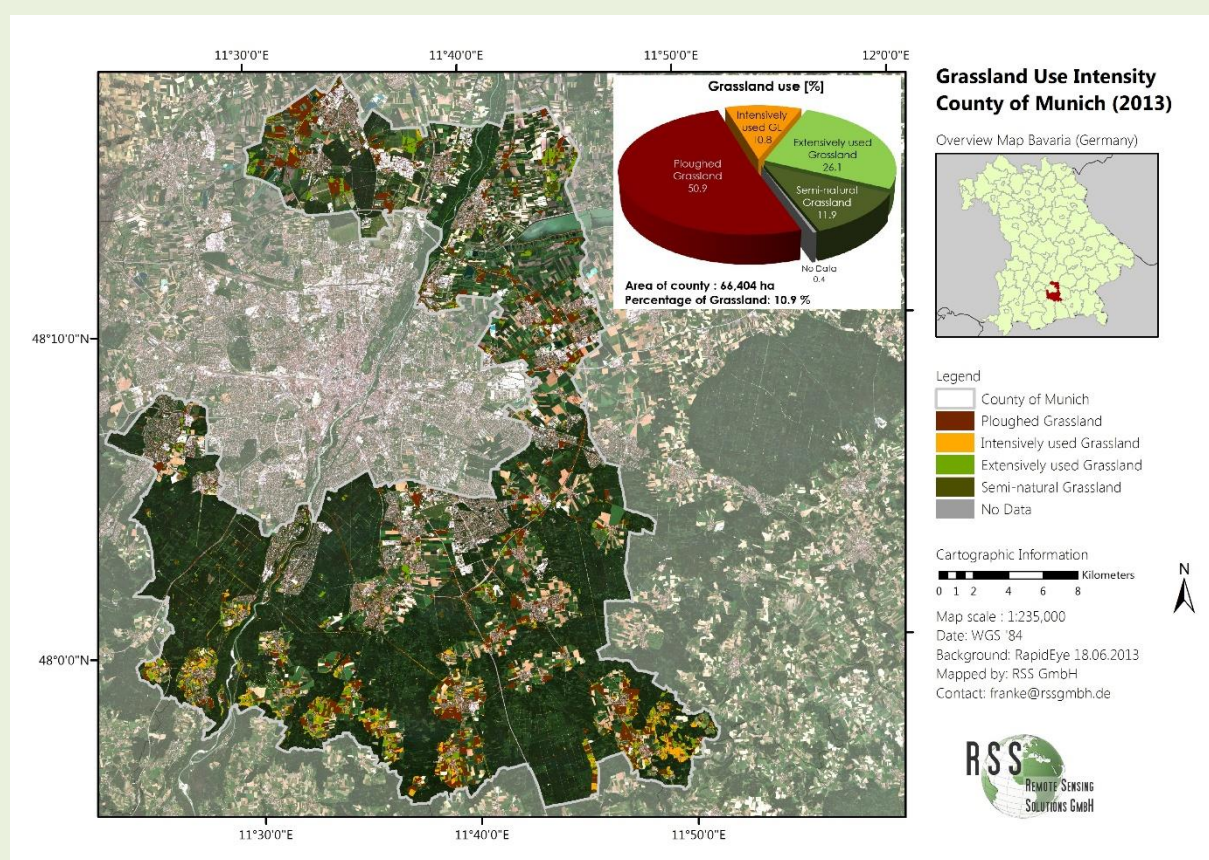 11°30'0"E
11°40'0"E
11°50'0"E
12°0'0"E
48°10'0"N
48°0'0"N
11°30'0"E
11°40'0"E
11°50'0"E
Grassland use [%]
Intensively
used GL
10.8
Extensively used
Grassland
26.1
Ploughed
Grassland
50.9
Semi-natural
Grassland
11.9
No Data
0.4
Area of county : 66,404 ha
Percentage of Grassland: 10.9 %
Grassland Use Intensity
County of Munich (2013)
Overview Map Bavaria (Germany)
Legend
County of Munich
Ploughed Grassland
Intensively used Grassland
Extensively used Grassland
Semi-natural Grassland
No Data
Cartographic Information
Kilometers
0 1 2 4 6 8
N
Map scale : 1:235,000
Date: WGS '84
Background: RapidEye 18.06.2013
Mapped by: RSS GmbH
Contact: franke@rssgmbh.de
RSS
REMOTE SENSING
SOLUTIONS GMBH